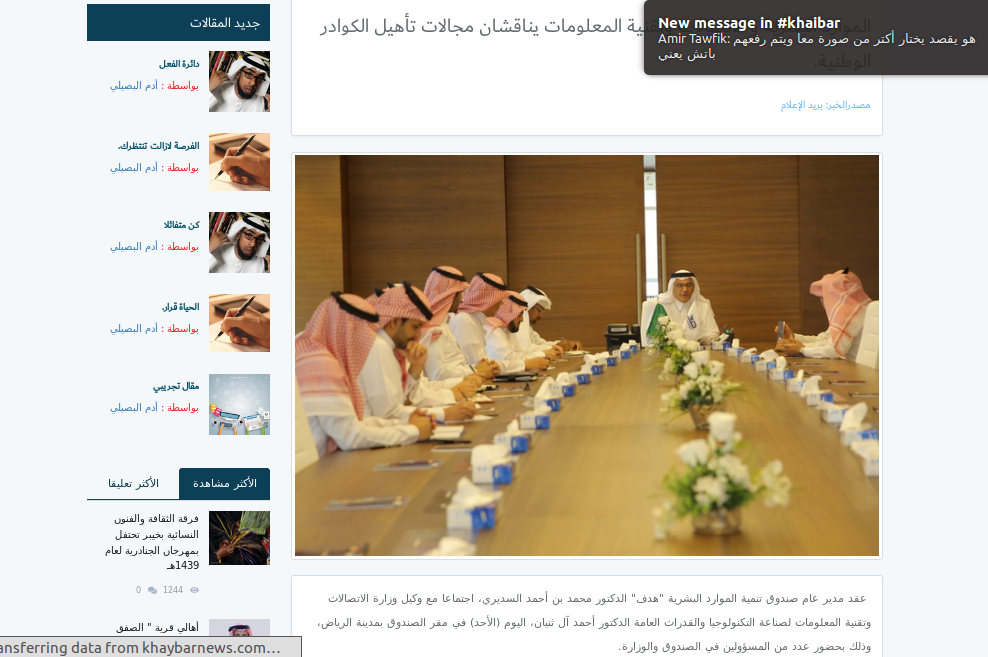 الموارد البشرية" وتقنية المعلومات يناقشان مجالات تأهيل الكوادر
الوطنية.
مصدرالخبر: بريد الإعلام
New message in #khaibar
Amir Tawfik: هو يقصد يختار أكتر من صورة معا ويتم رفعهم
باتش يعني
عقد مدير عام صندوق تنمية الموارد البشرية "هدف" الدكتور محمد بن أحمد السديري، اجتماعا مع وكيل وزارة الاتصالات
وتقنية المعلومات لصناعة التكنولوجيا والقدرات العامة الدكتور أحمد آل ثنيان، اليوم (الأحد) في مقر الصندوق بمدينة الرياض،
وذلك بحضور عدد من المسؤولين في الصندوق والوزارة.
جديد المقالات
دائرة الفعل
بواسطة : أدم البصيلي
الفرصة لازالت تنتظرك.
بواسطة : أدم البصيلي
كن متفائلا
بواسطة : أدم البصيلي
الحياة قرار.
بواسطة : أدم البصيلي
مقال تجريبي
بواسطة : أدم البصيلي
الأكثر مشاهدة
الأكثر تعليقا
فرقة الثقافة والفنون
النسائية بخيبر تحتفل
بمهرجان الجنادرية لعام
1439هـ
1244 0
أهالي قرية " الصفق
ansferring data from khaybarnews.com…